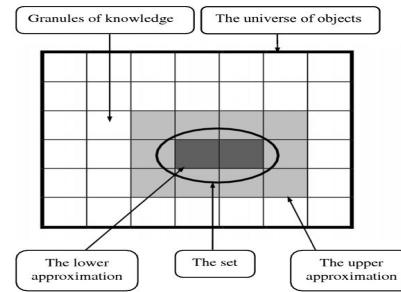 Granules of knowledge
The universe of objects
The lower
approximation
The set
The upper
approximation